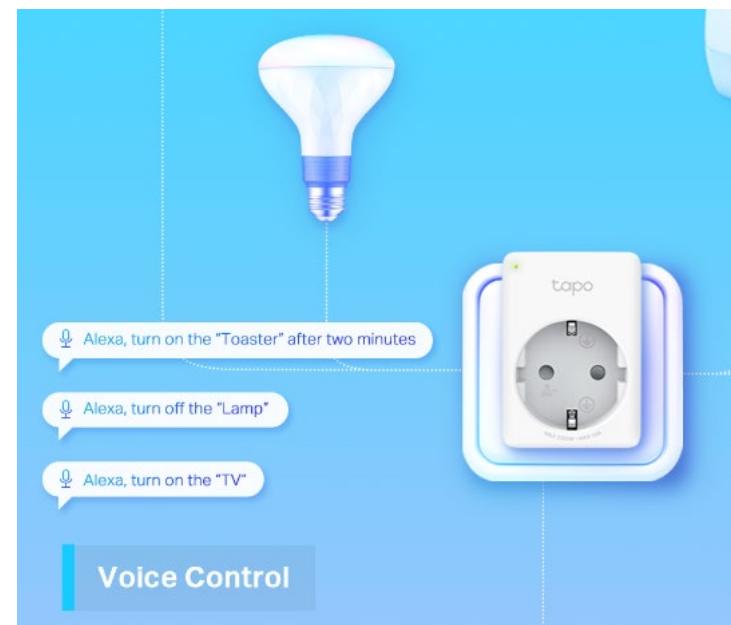 tapo
Alexa, turn on the "Toaster" after two minutes
Alexa, turn off the "Lamp"
Alexa, turn on the "TV"
Voice Control